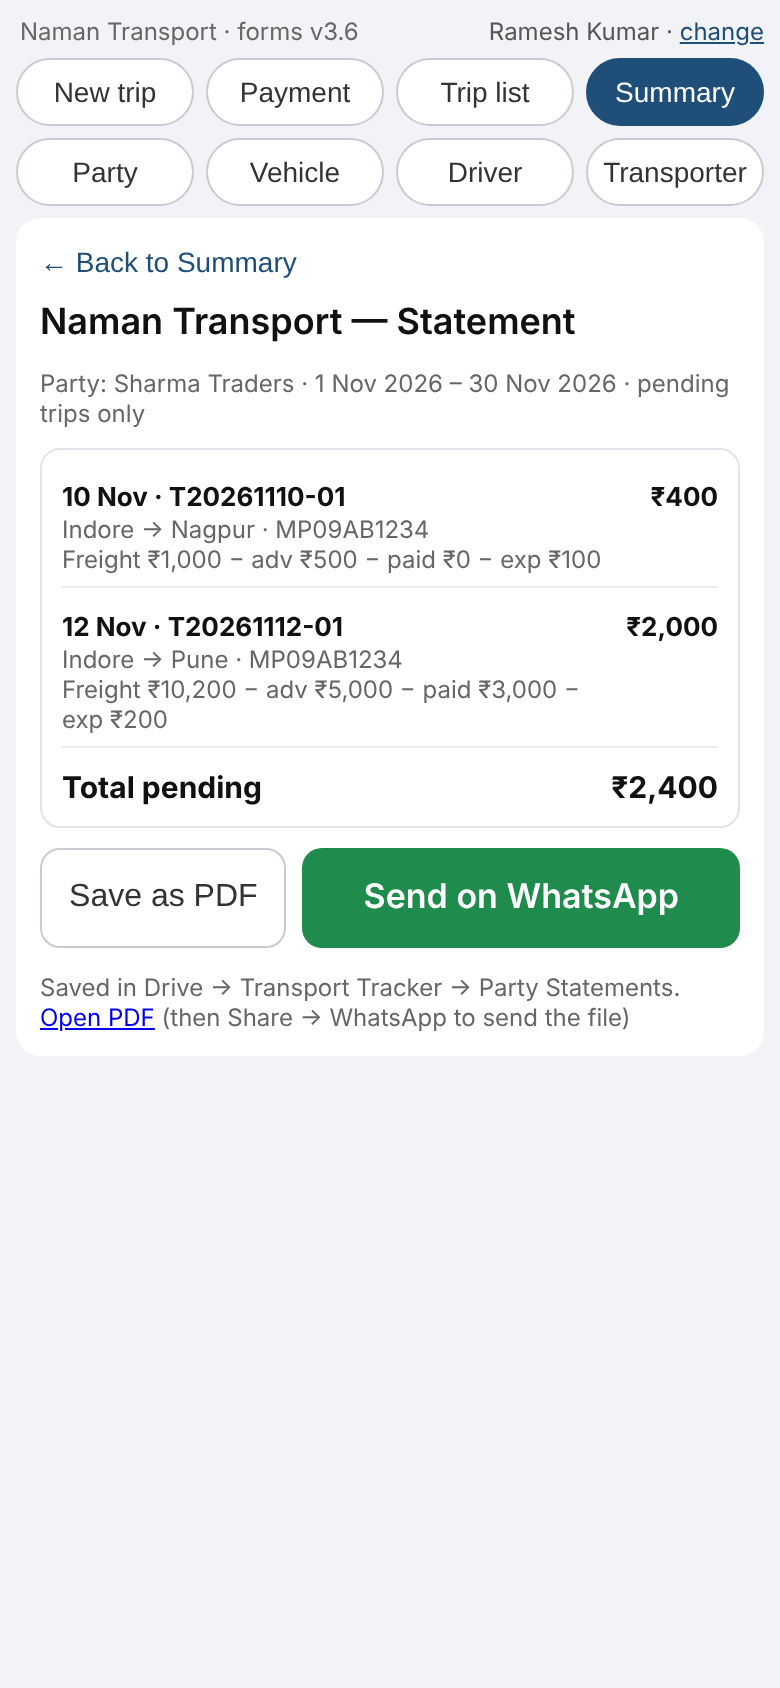 Naman Transport · forms v3.6
Ramesh Kumar · change
New trip
Payment
Trip list
Summary
Party
Vehicle
Driver
Transporter
← Back to Summary
Naman Transport — Statement
Party: Sharma Traders · 1 Nov 2026 – 30 Nov 2026 · pending
trips only
10 Nov · T20261110-01 ₹400
Indore → Nagpur · MP09AB1234
Freight ₹1,000 − adv ₹500 − paid ₹0 − exp ₹100
12 Nov · T20261112-01 ₹2,000
Indore → Pune · MP09AB1234
Freight ₹10,200 − adv ₹5,000 − paid ₹3,000 −
exp ₹200
Total pending ₹2,400
Save as PDF
Send on WhatsApp
Saved in Drive → Transport Tracker → Party Statements.
Open PDF (then Share → WhatsApp to send the file)